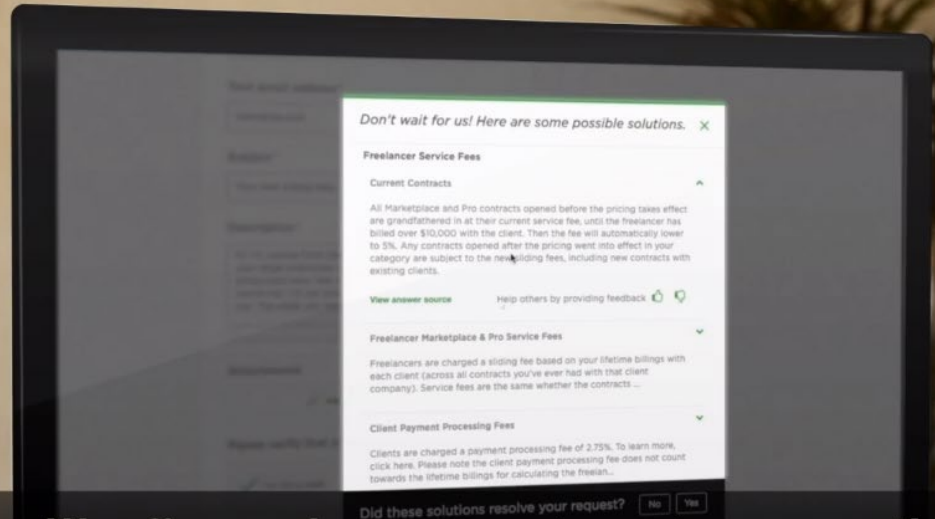 Don't wait for us! Here are some possible solutions.
Freelancer Service Fees
Current Contracts
All Marketplace and Pro contracts opened before the pricing takes effect
are grandfathered in at their current service fee, until the freelancer has
billed over $10,000 with the client. Then the fee will automatically lower
to 5%. Any contracts opened after the pricing went into effect in your
category are subject to the new sliding fees, including new contracts with
existing clients.
View answer source
Help others by providing feedback
Freelancer Marketplace & Pro Service Fees
Freelancers are charged a sliding fee based on your lifetime billings with
each client (across all contracts you've ever had with that client
company). Service fees are the same whether the contracts ...
Client Payment Processing Fees
Clients are charged a payment processing fee of 2.75%. To learn more,
click here. Please note the client payment processing fee does not count
towards the lifetime billings for calculating the freelan...
Did these solutions resolve your request?
No
Yes